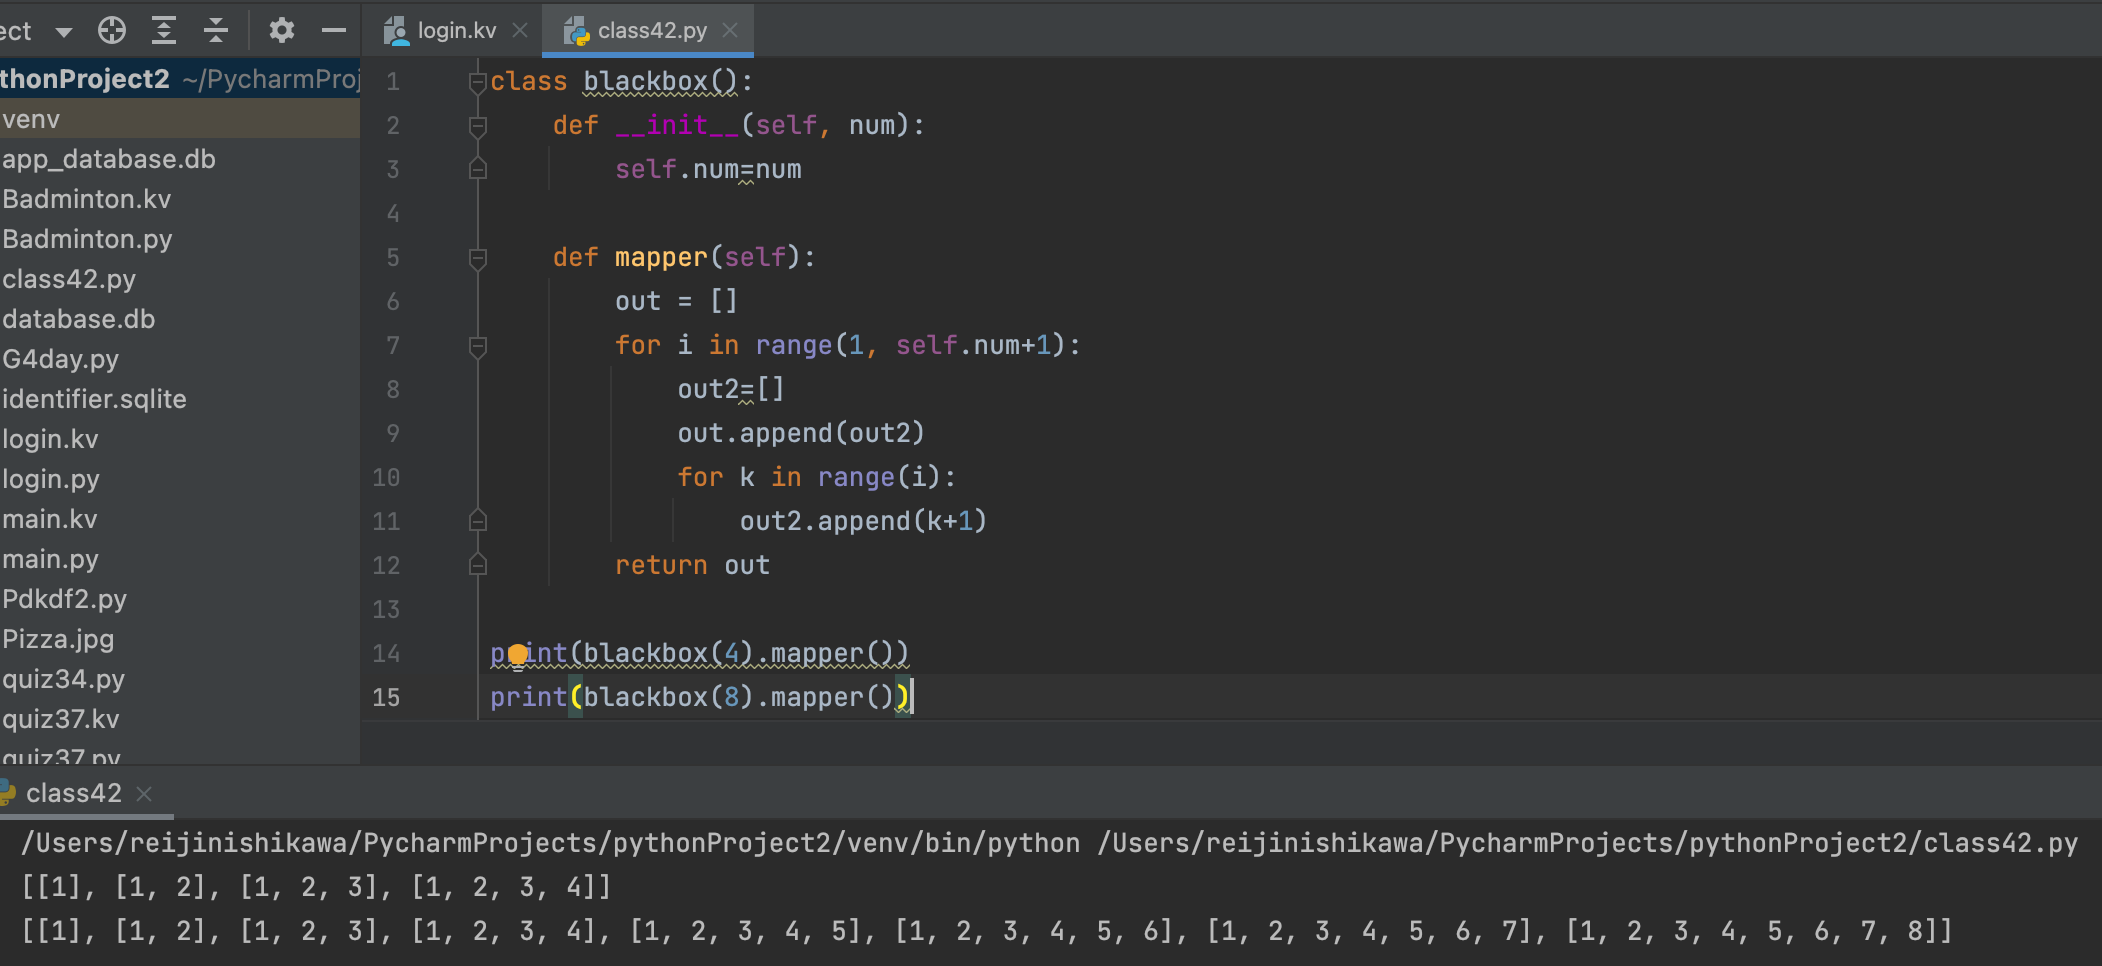 ect
login.kv
class42.py
thonProject2 ~/PycharmProj
venv
app_database.db
Badminton.kv
Badminton.py
class42.py
database.db
G4day.py
identifier.sqlite
login.kv
login.py
main.kv
main.py
Pdkdf2.py
Pizza.jpg
quiz34.py
quiz37.kv
quiz37.py
1 class blackbox():
2     def __init__(self, num):
3         self.num=num
4
5     def mapper(self):
6         out = []
7         for i in range(1, self.num+1):
8             out2=[]
9             out.append(out2)
10             for k in range(i):
11                 out2.append(k+1)
12         return out
13
14 print(blackbox(4).mapper())
15 print(blackbox(8).mapper())
class42
/Users/reijinishikawa/PycharmProjects/pythonProject2/venv/bin/python /Users/reijinishikawa/PycharmProjects/pythonProject2/class42.py
[[1], [1, 2], [1, 2, 3], [1, 2, 3, 4]]
[[1], [1, 2], [1, 2, 3], [1, 2, 3, 4], [1, 2, 3, 4, 5], [1, 2, 3, 4, 5, 6], [1, 2, 3, 4, 5, 6, 7], [1, 2, 3, 4, 5, 6, 7, 8]]